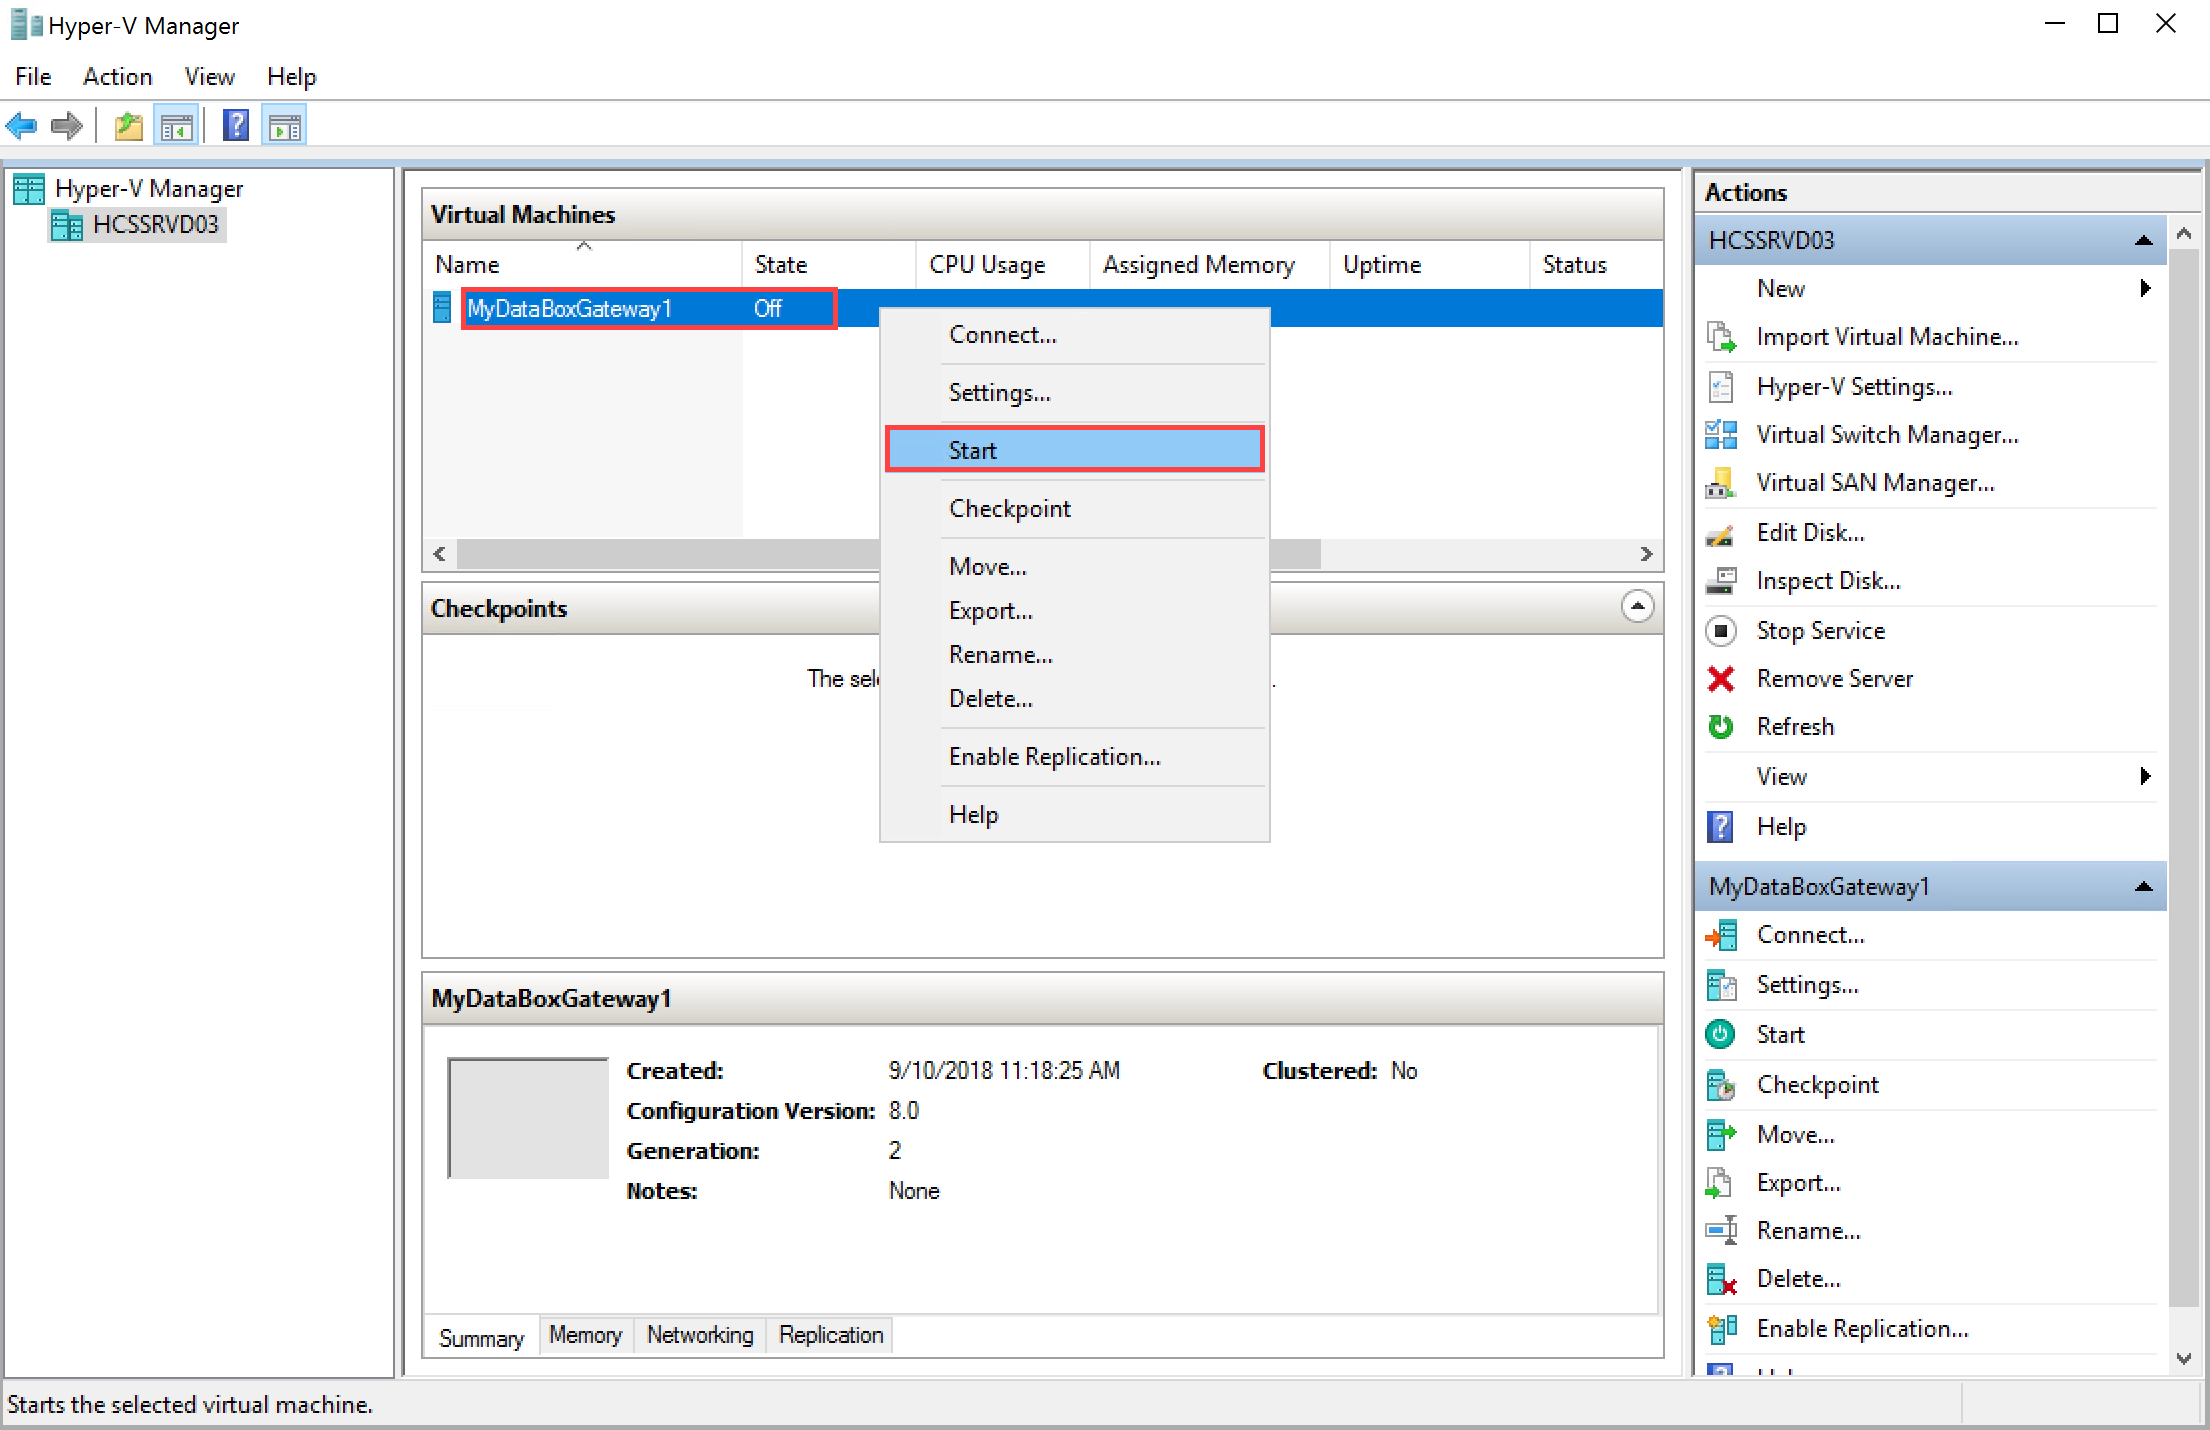 Hyper-V Manager
File Action View Help
Hyper-V Manager
HCSSRVD03
Virtual Machines
Name State CPU Usage Assigned Memory Uptime Status
MyDataBoxGateway1 Off
Connect...
Settings...
Start
Checkpoint
Move...
Export...
Rename...
Delete...
Enable Replication...
Help
Checkpoints
The
MyDataBoxGateway1
Created: 9/10/2018 11:18:25 AM Clustered: No
Configuration Version: 8.0
Generation: 2
Notes: None
Summary Memory Networking Replication
Actions
HCSSRVD03
New
Import Virtual Machine...
Hyper-V Settings...
Virtual Switch Manager...
Virtual SAN Manager...
Edit Disk...
Inspect Disk...
Stop Service
Remove Server
Refresh
View
Help
MyDataBoxGateway1
Connect...
Settings...
Start
Checkpoint
Move...
Export...
Rename...
Delete...
Enable Replication...
Starts the selected virtual machine.